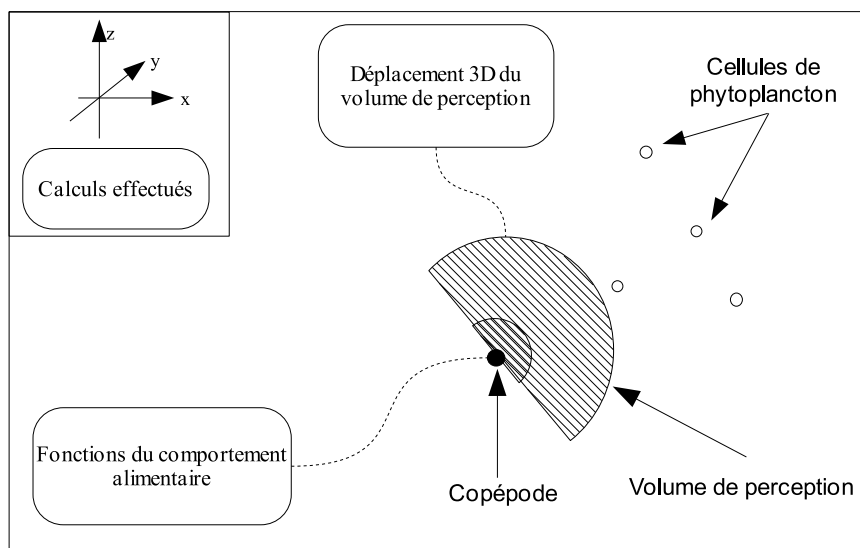 z
y
x
Calculs effectués
Déplacement 3D du
volume de perception
Cellules de
phytoplancton
Fonctions du comportement
alimentaire
Copépode
Volume de perception